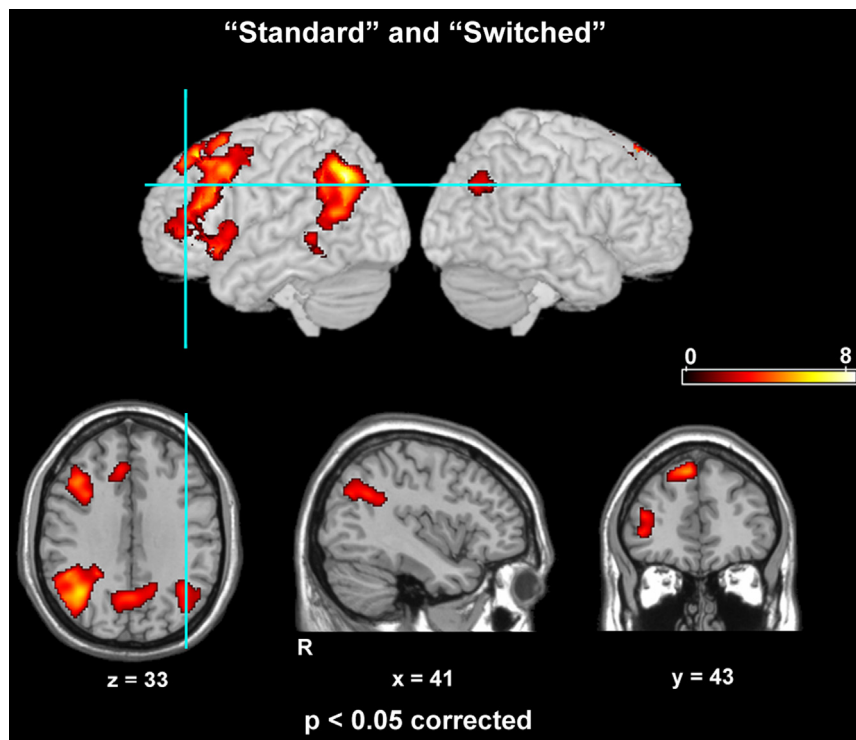 “Standard” and “Switched”
0 8
R
z = 33 x = 41 y = 43
p < 0.05 corrected